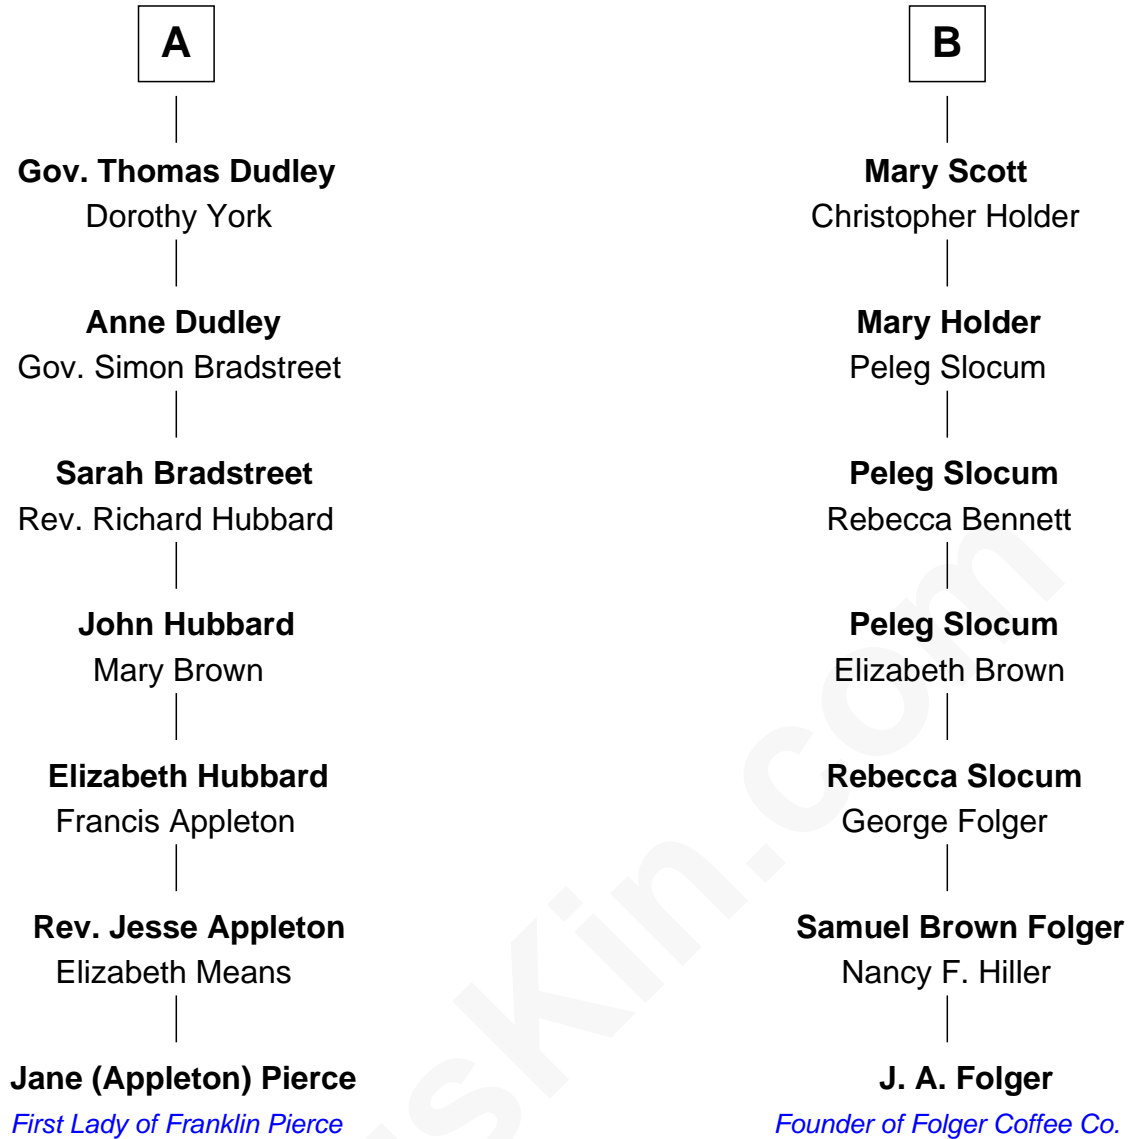 A
Gov. Thomas Dudley
Dorothy York
Anne Dudley
Gov. Simon Bradstreet
Sarah Bradstreet
Rev. Richard Hubbard
John Hubbard
Mary Brown
Elizabeth Hubbard
Francis Appleton
Rev. Jesse Appleton
Elizabeth Means
Jane (Appleton) Pierce
First Lady of Franklin Pierce
B
Mary Scott
Christopher Holder
Mary Holder
Peleg Slocum
Peleg Slocum
Rebecca Bennett
Peleg Slocum
Elizabeth Brown
Rebecca Slocum
George Folger
Samuel Brown Folger
Nancy F. Hiller
J. A. Folger
Founder of Folger Coffee Co.